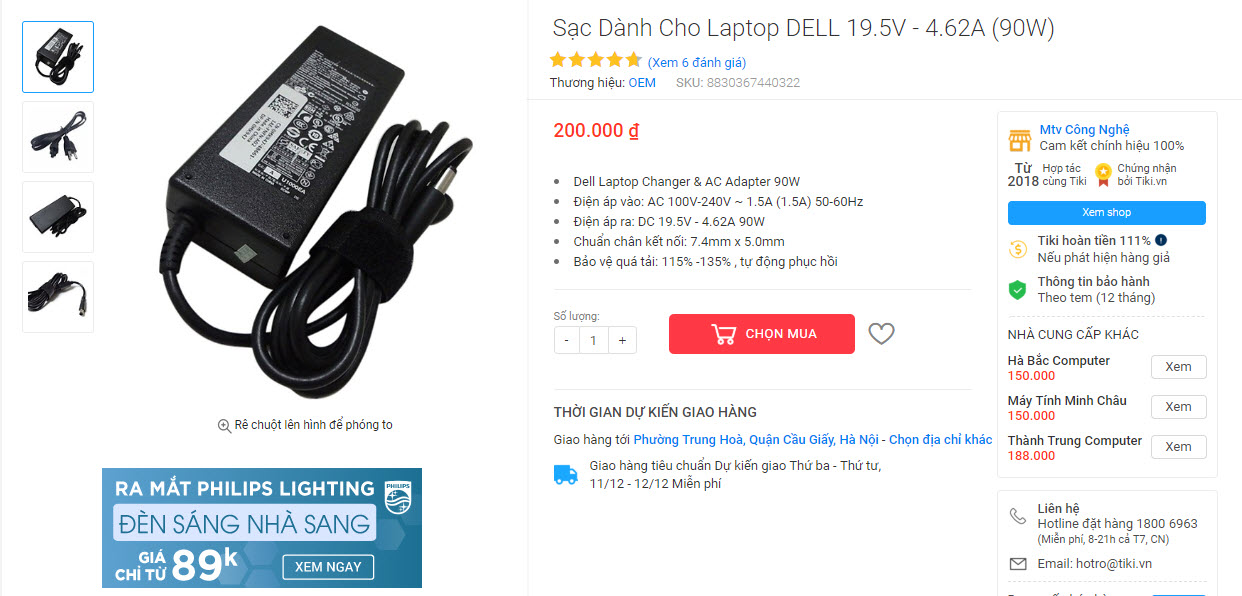 Sạc Dành Cho Laptop DELL 19.5V - 4.62A (90W)
(Xem 6 đánh giá)
Thương hiệu: OEM SKU: 8830367440322
200.000 ₫
Dell Laptop Changer & AC Adapter 90W
Điện áp vào: AC 100V-240V ~ 1.5A (1.5A) 50-60Hz
Điện áp ra: DC 19.5V - 4.62A 90W
Chuẩn chân kết nối: 7.4mm x 5.0mm
Bảo vệ quá tải: 115% -135% , tự động phục hồi
Số lượng:
- 1 +
CHỌN MUA
THỜI GIAN DỰ KIẾN GIAO HÀNG
Giao hàng tới Phường Trung Hoà, Quận Cầu Giấy, Hà Nội - Chọn địa chỉ khác
Giao hàng tiêu chuẩn Dự kiến giao Thứ ba - Thứ tư,
11/12 - 12/12 Miễn phí
Mtv Công Nghệ
Cam kết chính hiệu 100%
Từ 2018
Hợp tác cùng Tiki
Chứng nhận bởi Tiki.vn
Xem shop
Tiki hoàn tiền 111%
Nếu phát hiện hàng giả
Thông tin bảo hành
Theo tem (12 tháng)
NHÀ CUNG CẤP KHÁC
Hà Bắc Computer
150.000
Xem
Máy Tính Minh Châu
150.000
Xem
Thành Trung Computer
188.000
Xem
Liên hệ
Hotline đặt hàng 1800 6963
(Miễn phí, 8-21h cả T7, CN)
Email: hotro@tiki.vn
Rê chuột lên hình để phóng to
RA MẮT PHILIPS LIGHTING
PHILIPS
ĐÈN SÁNG NHÀ SANG
GIÁ
CHỈ TỪ 89K
XEM NGAY